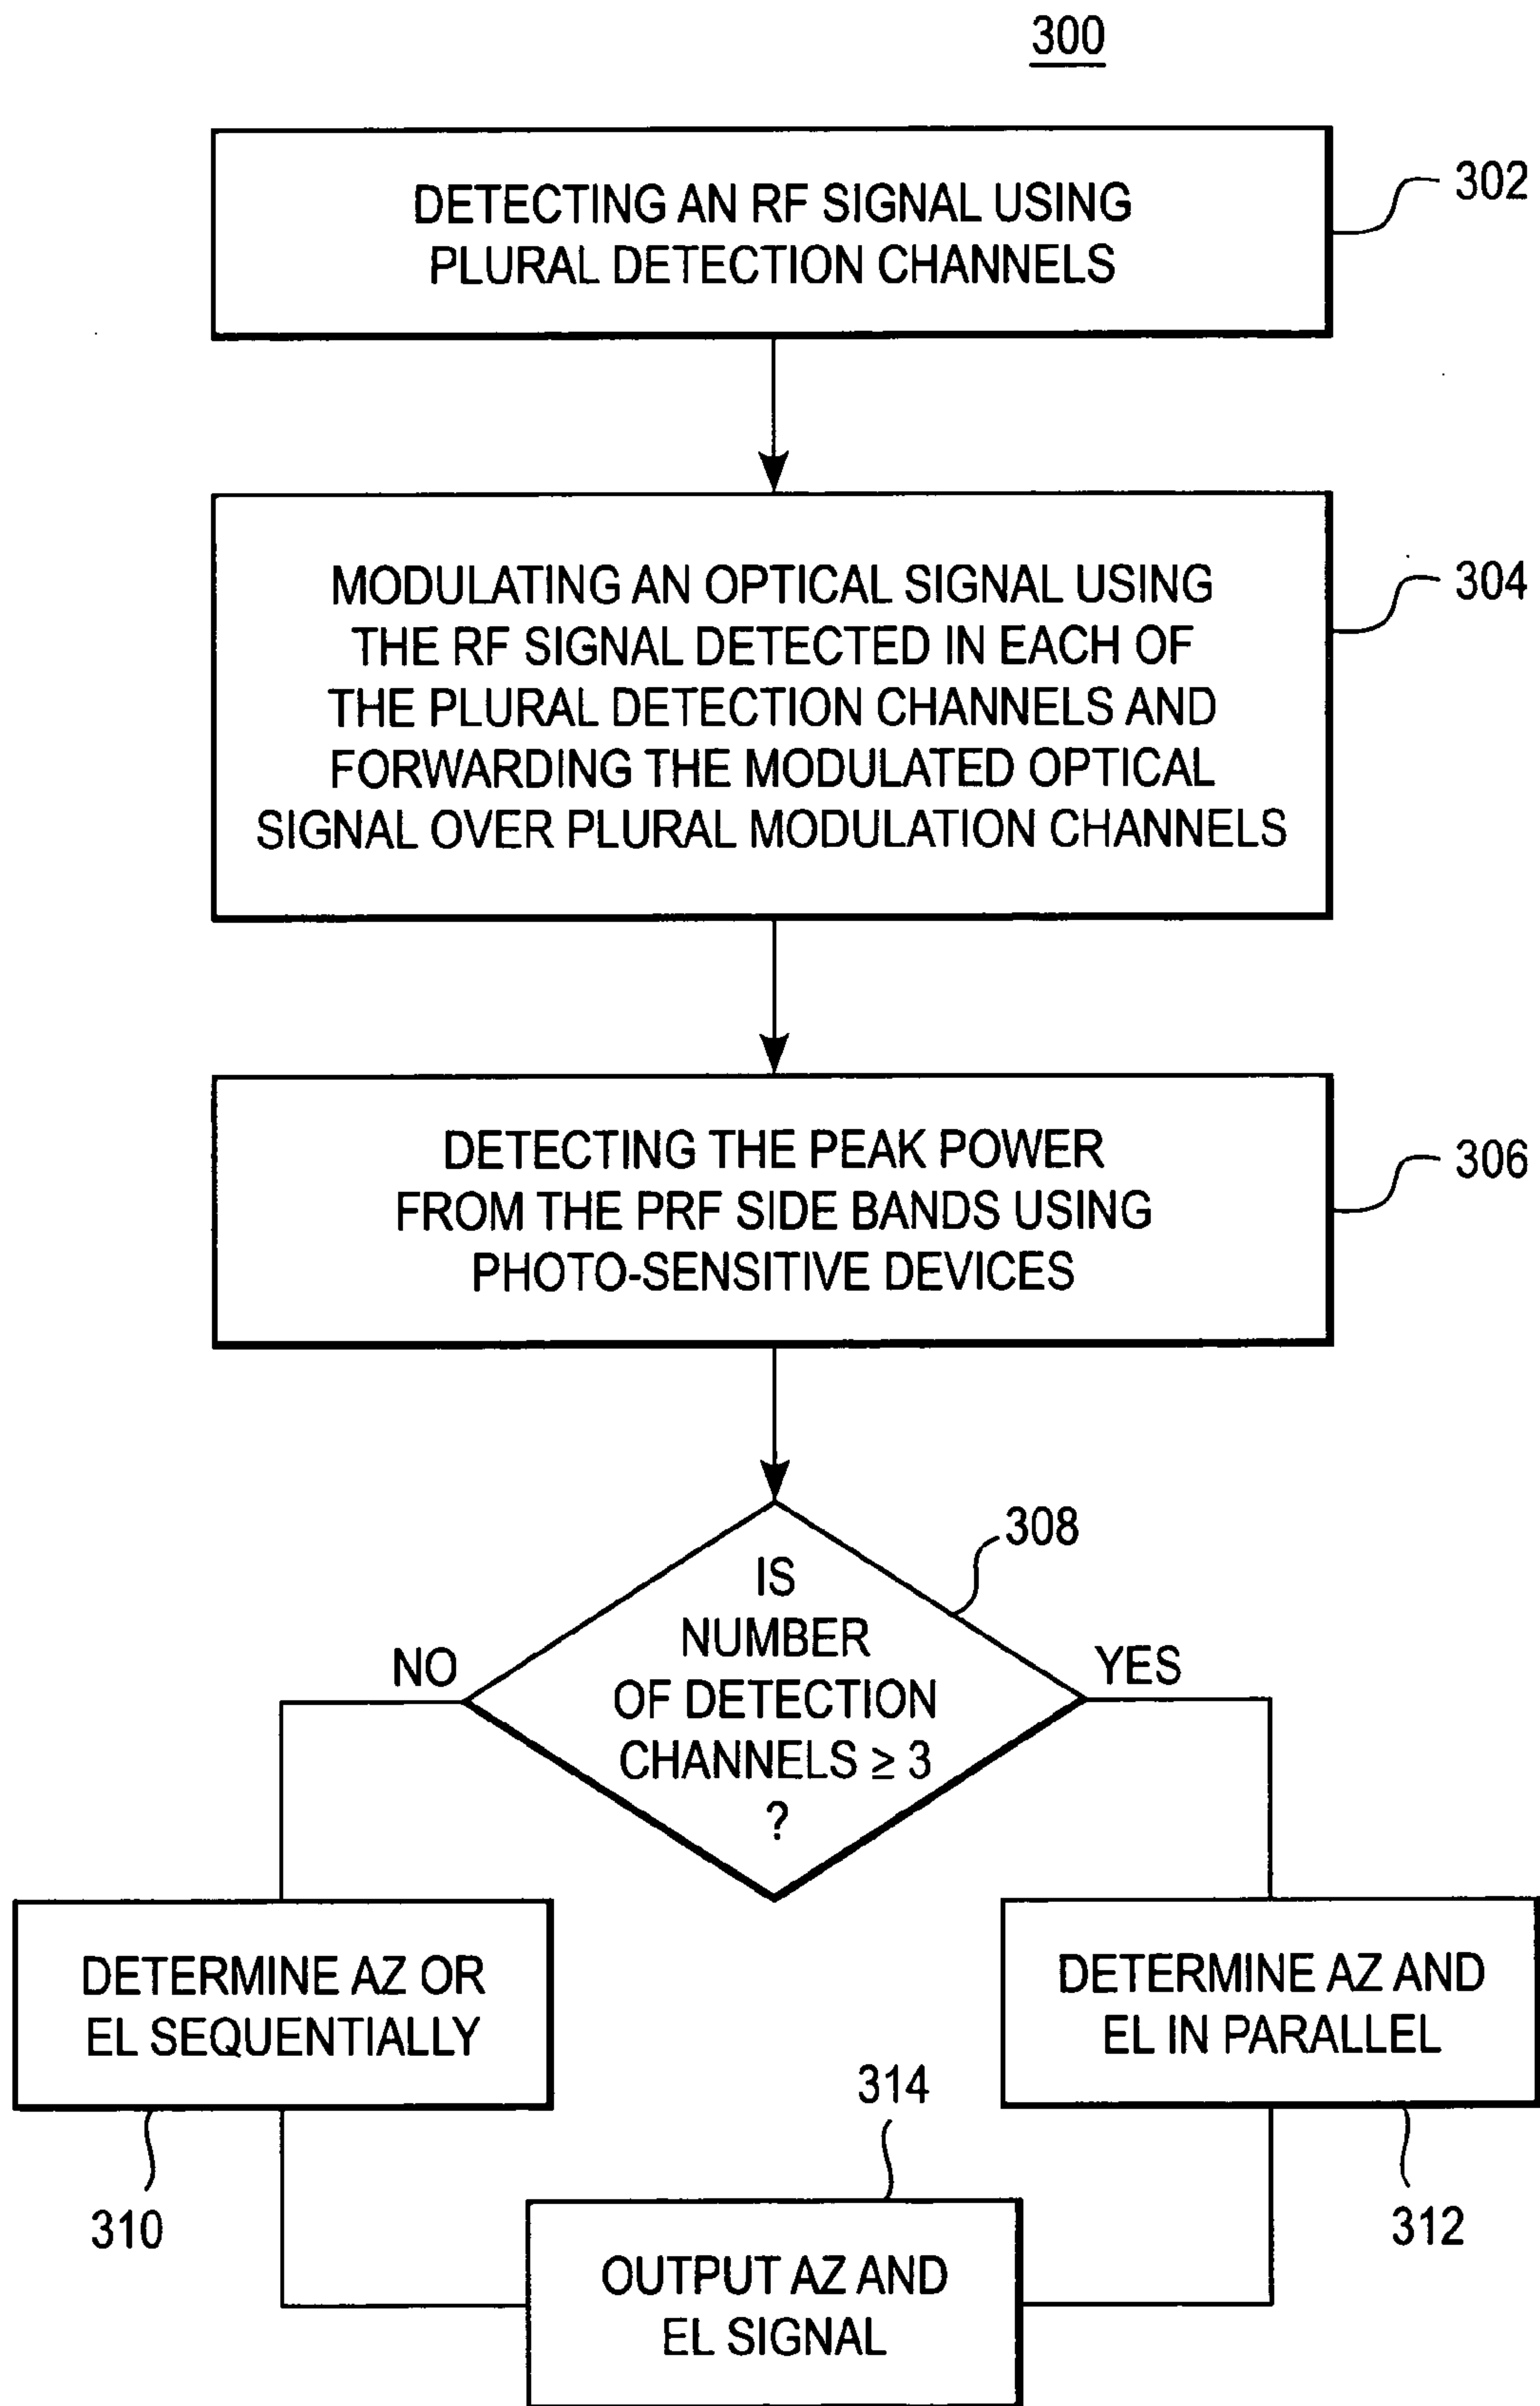 300
DETECTING AN RF SIGNAL USING
PLURAL DETECTION CHANNELS
302
MODULATING AN OPTICAL SIGNAL USING
THE RF SIGNAL DETECTED IN EACH OF
THE PLURAL DETECTION CHANNELS AND
FORWARDING THE MODULATED OPTICAL
SIGNAL OVER PLURAL MODULATION CHANNELS
304
DETECTING THE PEAK POWER
FROM THE PRF SIDE BANDS USING
PHOTO-SENSITIVE DEVICES
306
308
IS
NUMBER
OF DETECTION
CHANNELS ≥ 3
?
NO
YES
DETERMINE AZ OR
EL SEQUENTIALLY
310
DETERMINE AZ AND
EL IN PARALLEL
312
314
OUTPUT AZ AND
EL SIGNAL